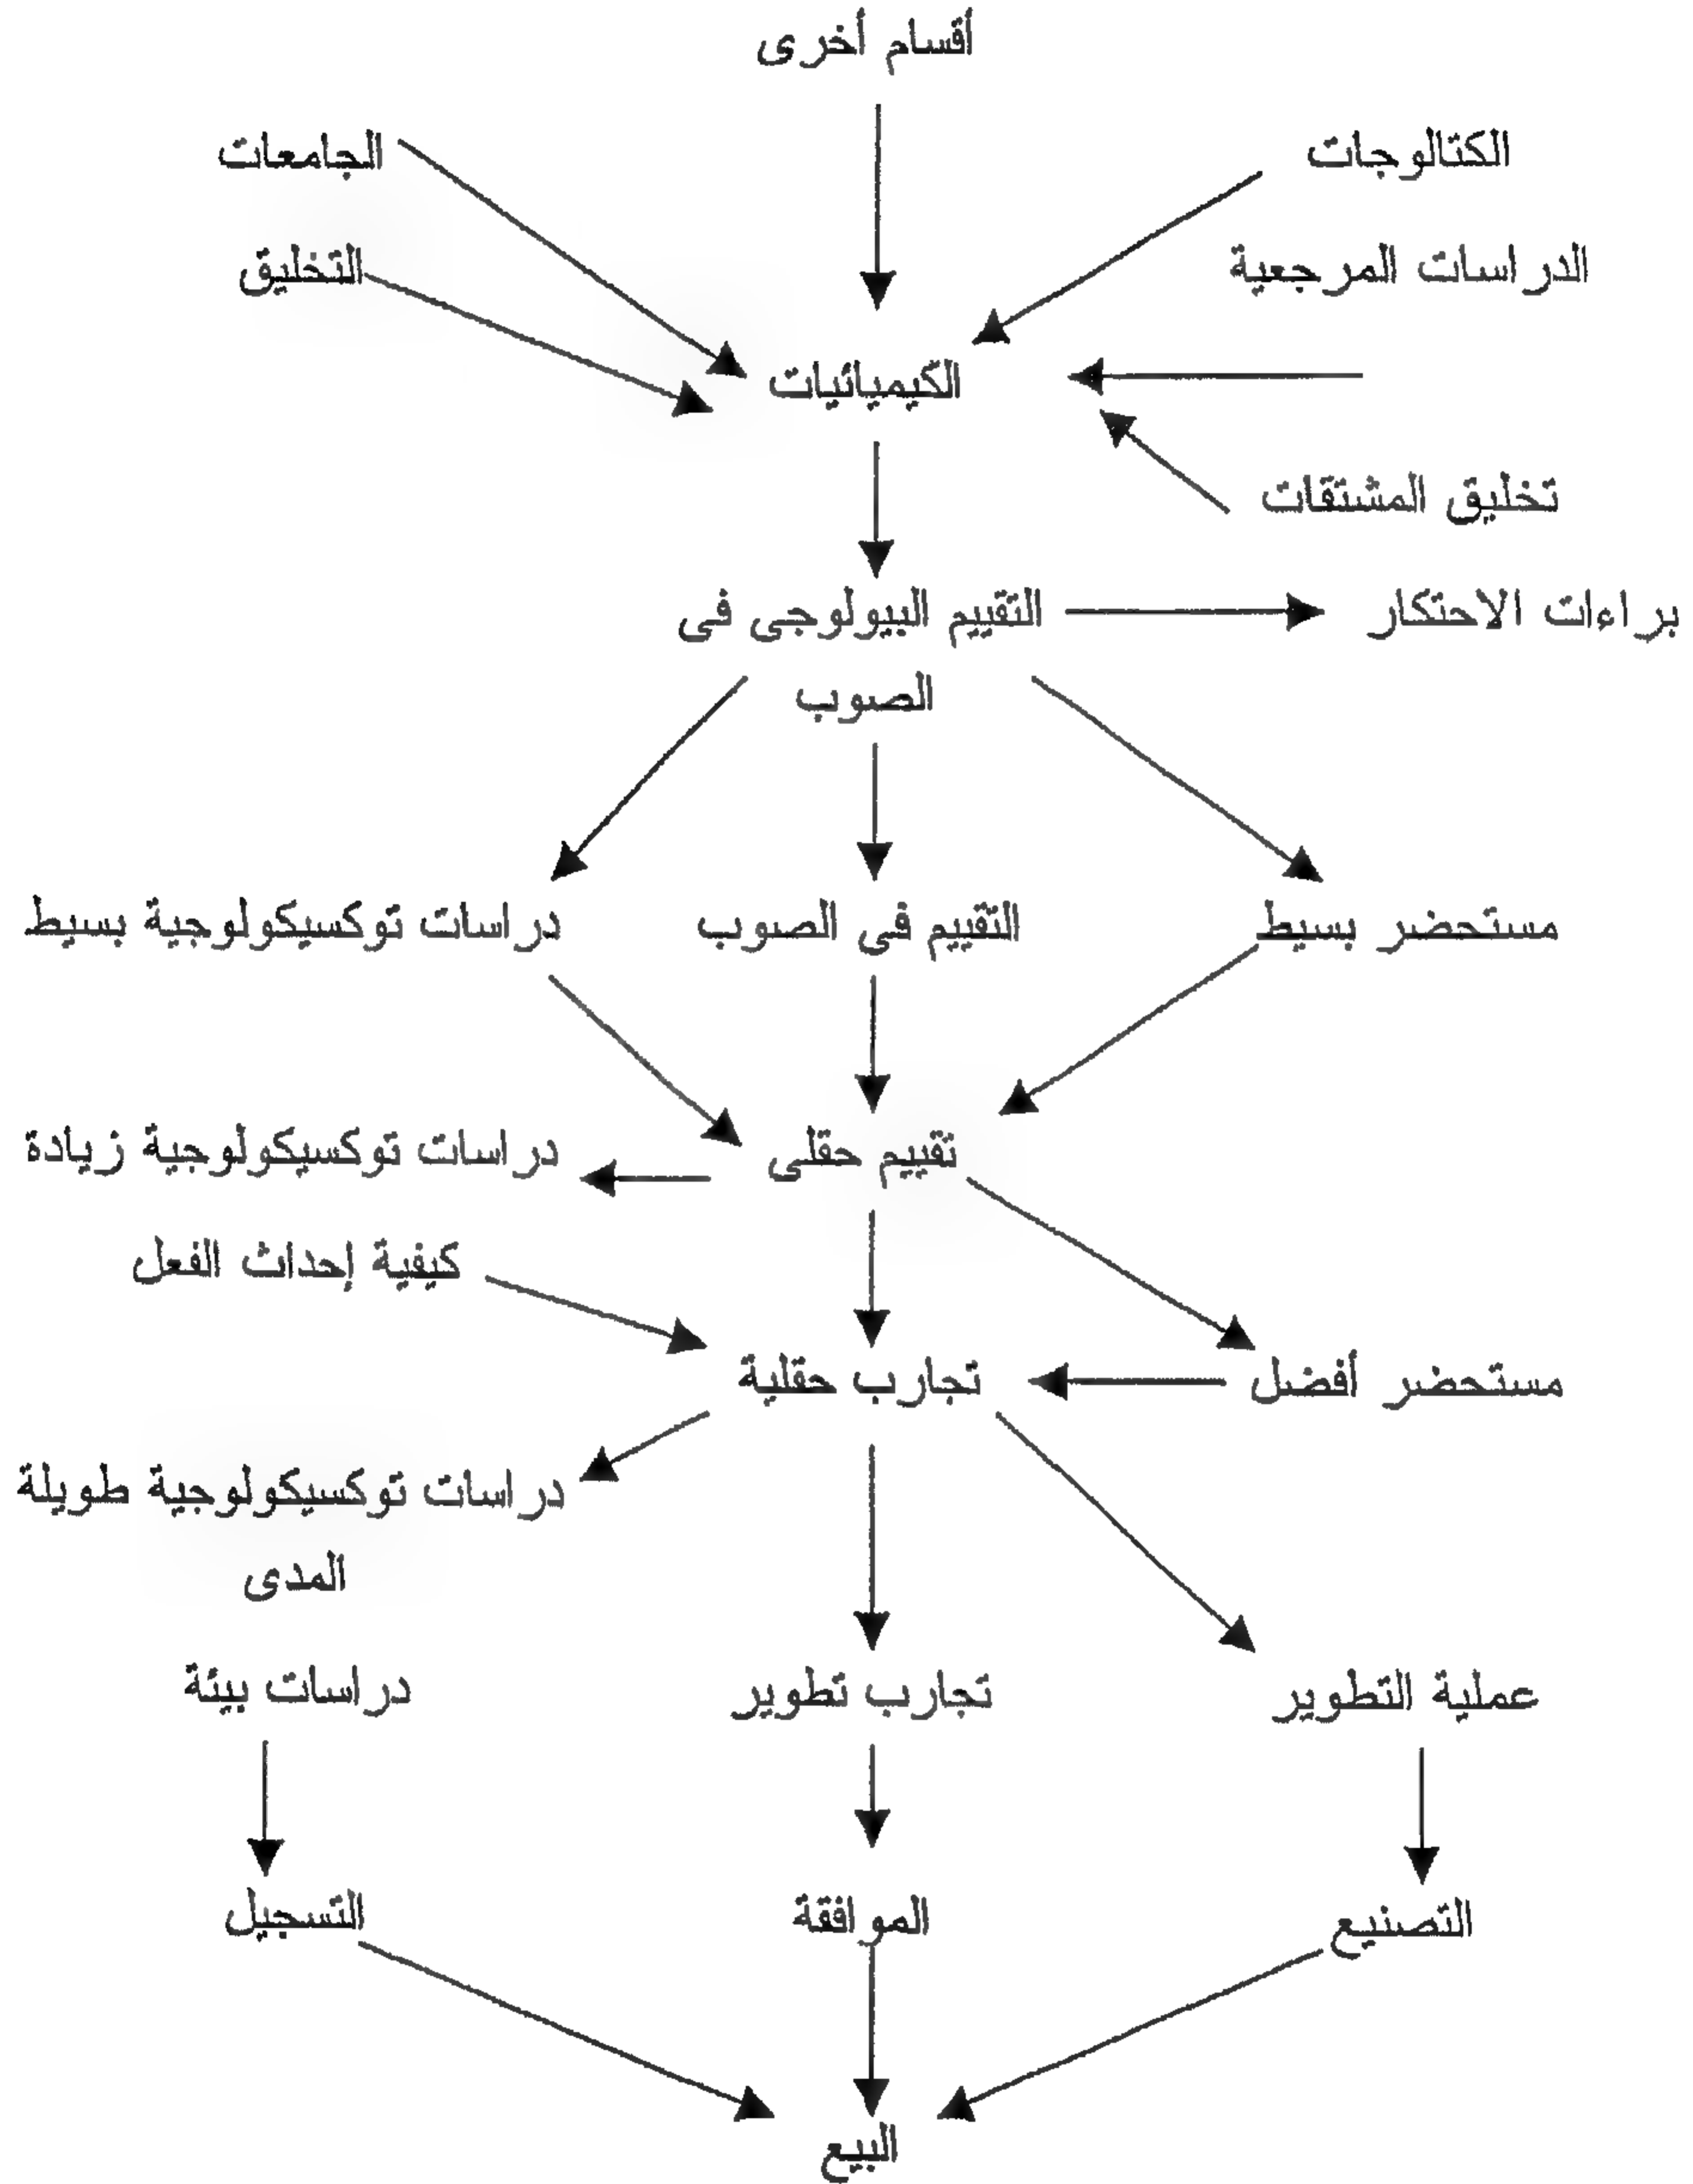 أقسام أخرى
الكتالوجات
الجامعات
الدراسات المرجعية
التخليق
الكيميائيات
تخليق المشتقات
التقييم البيولوجى فى
براءات الاحتكار
الصوب
مستحضر بسيط
التقييم فى الصوب
دراسات توكسيكولوجية بسيط
تقييم حقلى
دراسات توكسيكولوجية زيادة
كيفية إحداث الفعل
مستحضر أفضل
تجارب حقلية
دراسات توكسيكولوجية طويلة
المدى
عملية التطوير
تجارب تطوير
دراسات بيئة
التصنيع
الموافقة
التسجيل
البيع